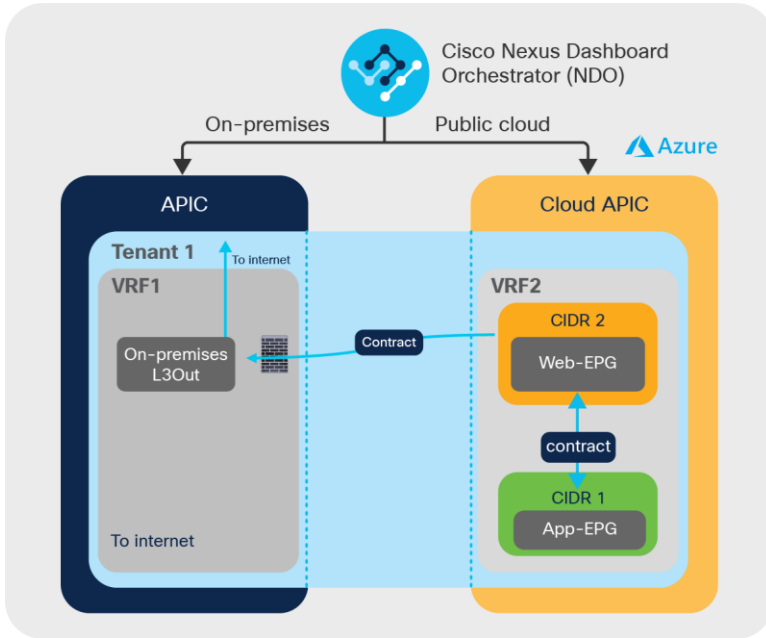 Cisco Nexus Dashboard
Orchestrator (NDO)
On-premises
Public cloud
Azure
APIC
Cloud APIC
Tenant 1
To internet
VRF1
VRF2
CIDR 2
On-premises
L3Out
Contract
Web-EPG
contract
CIDR 1
App-EPG
To internet